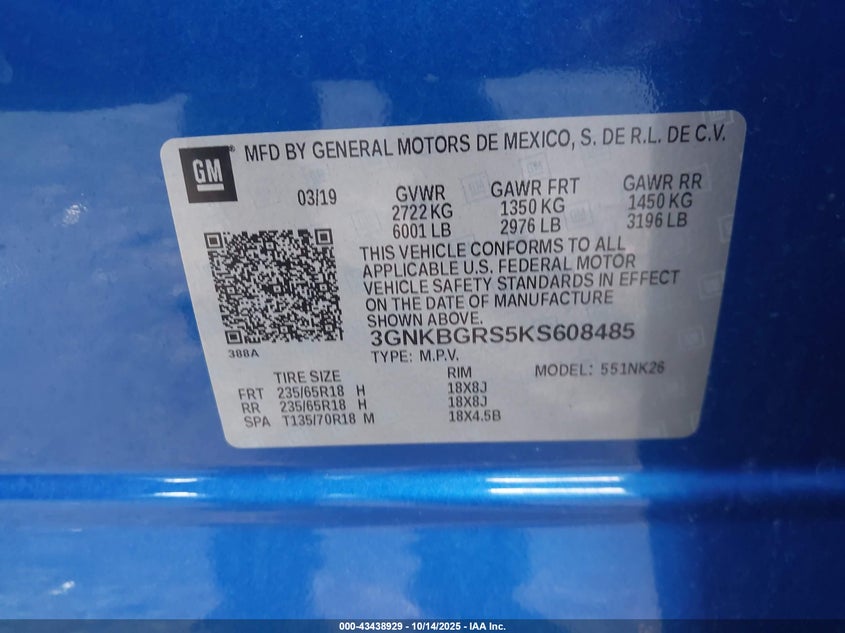 GM
MFD BY GENERAL MOTORS DE MEXICO, S. DE R.L. DE C.V.
03/19 GVWR GAWR FRT GAWR RR
2722 KG 1350 KG 1450 KG
6001 LB 2976 LB 3196 LB
THIS VEHICLE CONFORMS TO ALL
APPLICABLE U.S. FEDERAL MOTOR
VEHICLE SAFETY STANDARDS IN EFFECT
ON THE DATE OF MANUFACTURE
SHOWN ABOVE.
3GNKBGRS5KS608485
388A
TYPE: M.P.V. MODEL: 551NK26
TIRE SIZE RIM
FRT 235/65R18 H 18X8J
RR 235/65R18 H 18X8J
SPA T135/70R18 M 18X4.5B
000-43438929 - 10/14/2025 - IAA Inc.